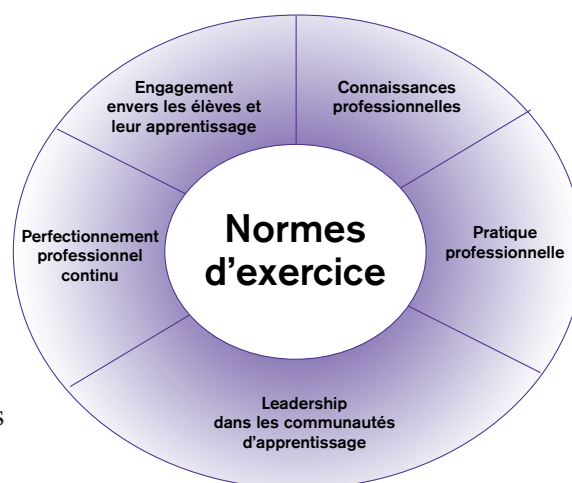 Engagement
envers les élèves et
leur apprentissage
Connaissances
professionnelles
Perfectionnement
professionnel
continu
Normes
d'exercice
Pratique
professionnelle
Leadership
dans les communautés
d'apprentissage
s